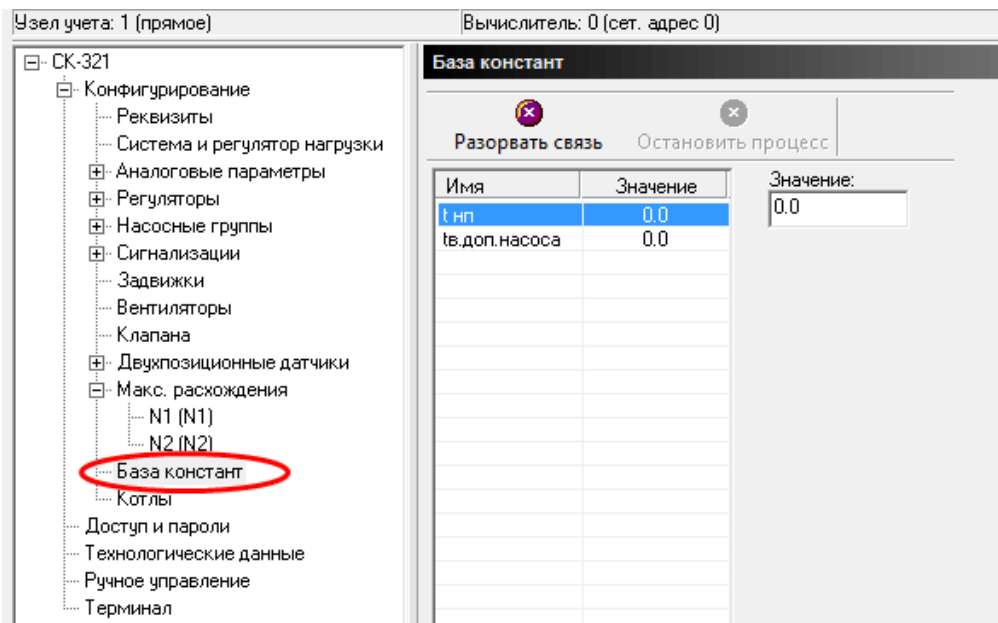 Узел учета: 1 (прямое)
Вычислитель: 0 (сет. адрес 0)
СК-321
Конфигурирование
Реквизиты
Система и регулятор нагрузки
Аналоговые параметры
Регуляторы
Насосные группы
Сигнализации
Задвижки
Вентиляторы
Клапана
Двухпозиционные датчики
Макс. расхождения
N1 (N1)
N2 (N2)
База констант
Котлы
Доступ и пароли
Технологические данные
Ручное управление
Терминал
База констант
Разорвать связь
Остановить процесс
Имя Значение
t нп 0.0
tв.доп.насоса 0.0
Значение:
0.0